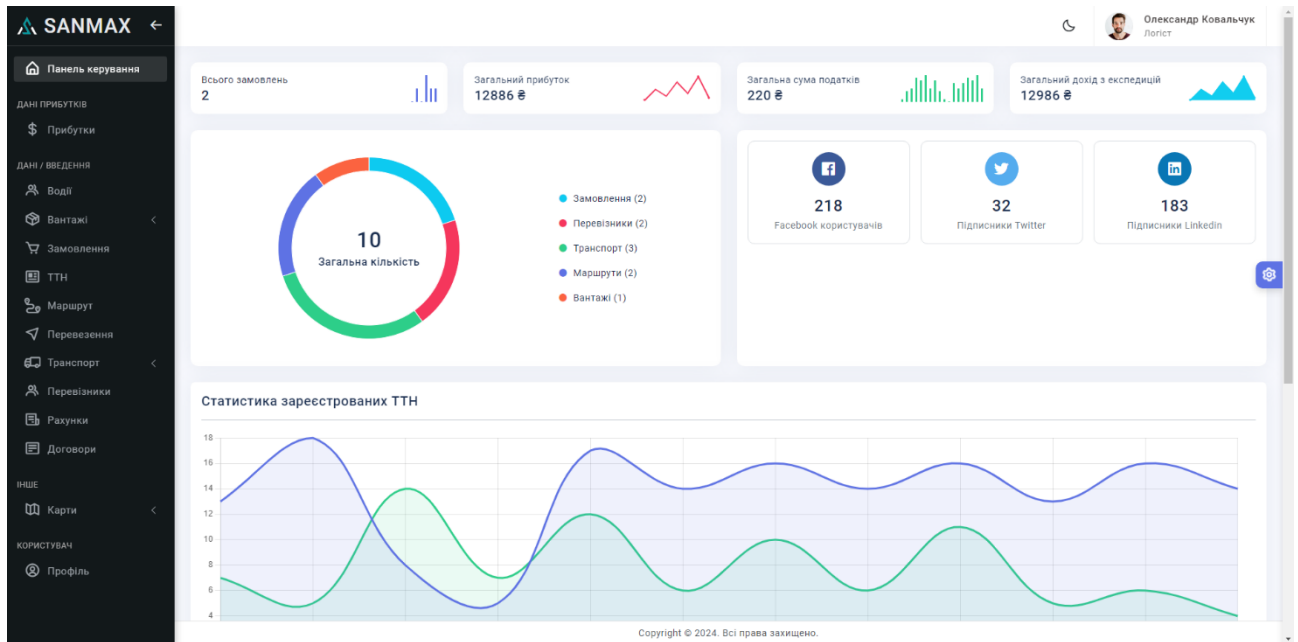 SANMAX
Олександр Ковальчук
Логіст
Панель керування
ДАНІ ПРИБУТКІВ
Прибутки
ДАНІ / ВВЕДЕННЯ
Водії
Вантажі
Замовлення
ТТН
Маршрут
Перевезення
Транспорт
Перевізники
Рахунки
Договори
ІНШЕ
Карти
КОРИСТУВАЧ
Профіль
Всього замовлень
2
Загальний прибуток
12886 ₴
Загальна сума податків
220 ₴
Загальний дохід з експедицій
12986 ₴
10
Загальна кількість
Замовлення (2)
Перевізники (2)
Транспорт (3)
Маршрути (2)
Вантажі (1)
218
Facebook користувачів
32
Підписники Twitter
183
Підписники Linkedin
Статистика зареєстрованих ТТН
18
16
14
12
10
8
6
4
Copyright © 2024. Всі права захищено.